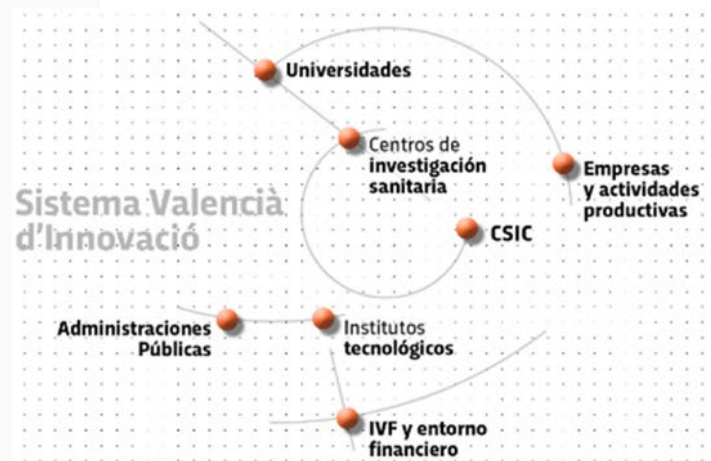 Universidades
Centros de
investigación
sanitaria
Empresas
y actividades
productivas
Sistema Valencià
d'Innovació
CSIC
Administraciones
Públicas
Institutos
tecnológicos
IVF y entorno
financiero